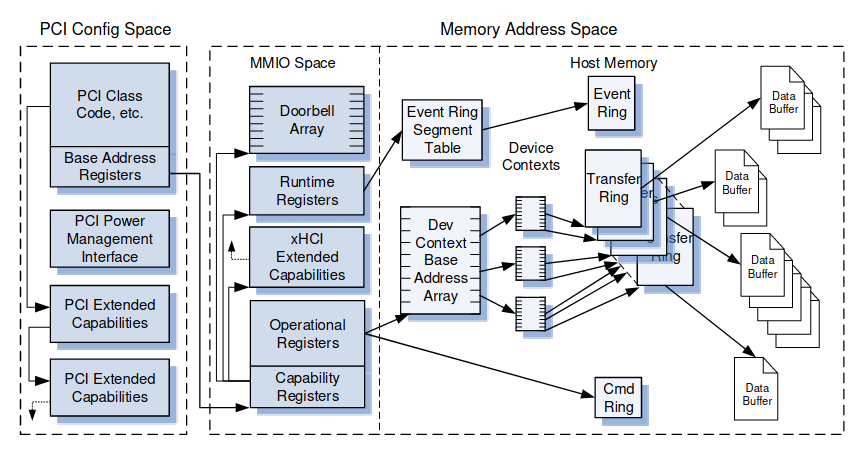 PCI Config Space
Memory Address Space
PCI Class
Code, etc.
Base Address
Registers
PCI Power
Management
Interface
PCI Extended
Capabilities
PCI Extended
Capabilities
MMIO Space
Doorbell
Array
Runtime
Registers
xHCI
Extended
Capabilities
Operational
Registers
Capability
Registers
Host Memory
Event Ring
Segment
Table
Event
Ring
Device
Contexts
Dev
Context
Base
Address
Array
Transfer
Ring
Ring
Cmd
Ring
Data
Buffer
Data
Buffer
Data
Buffer
Data
Buffer